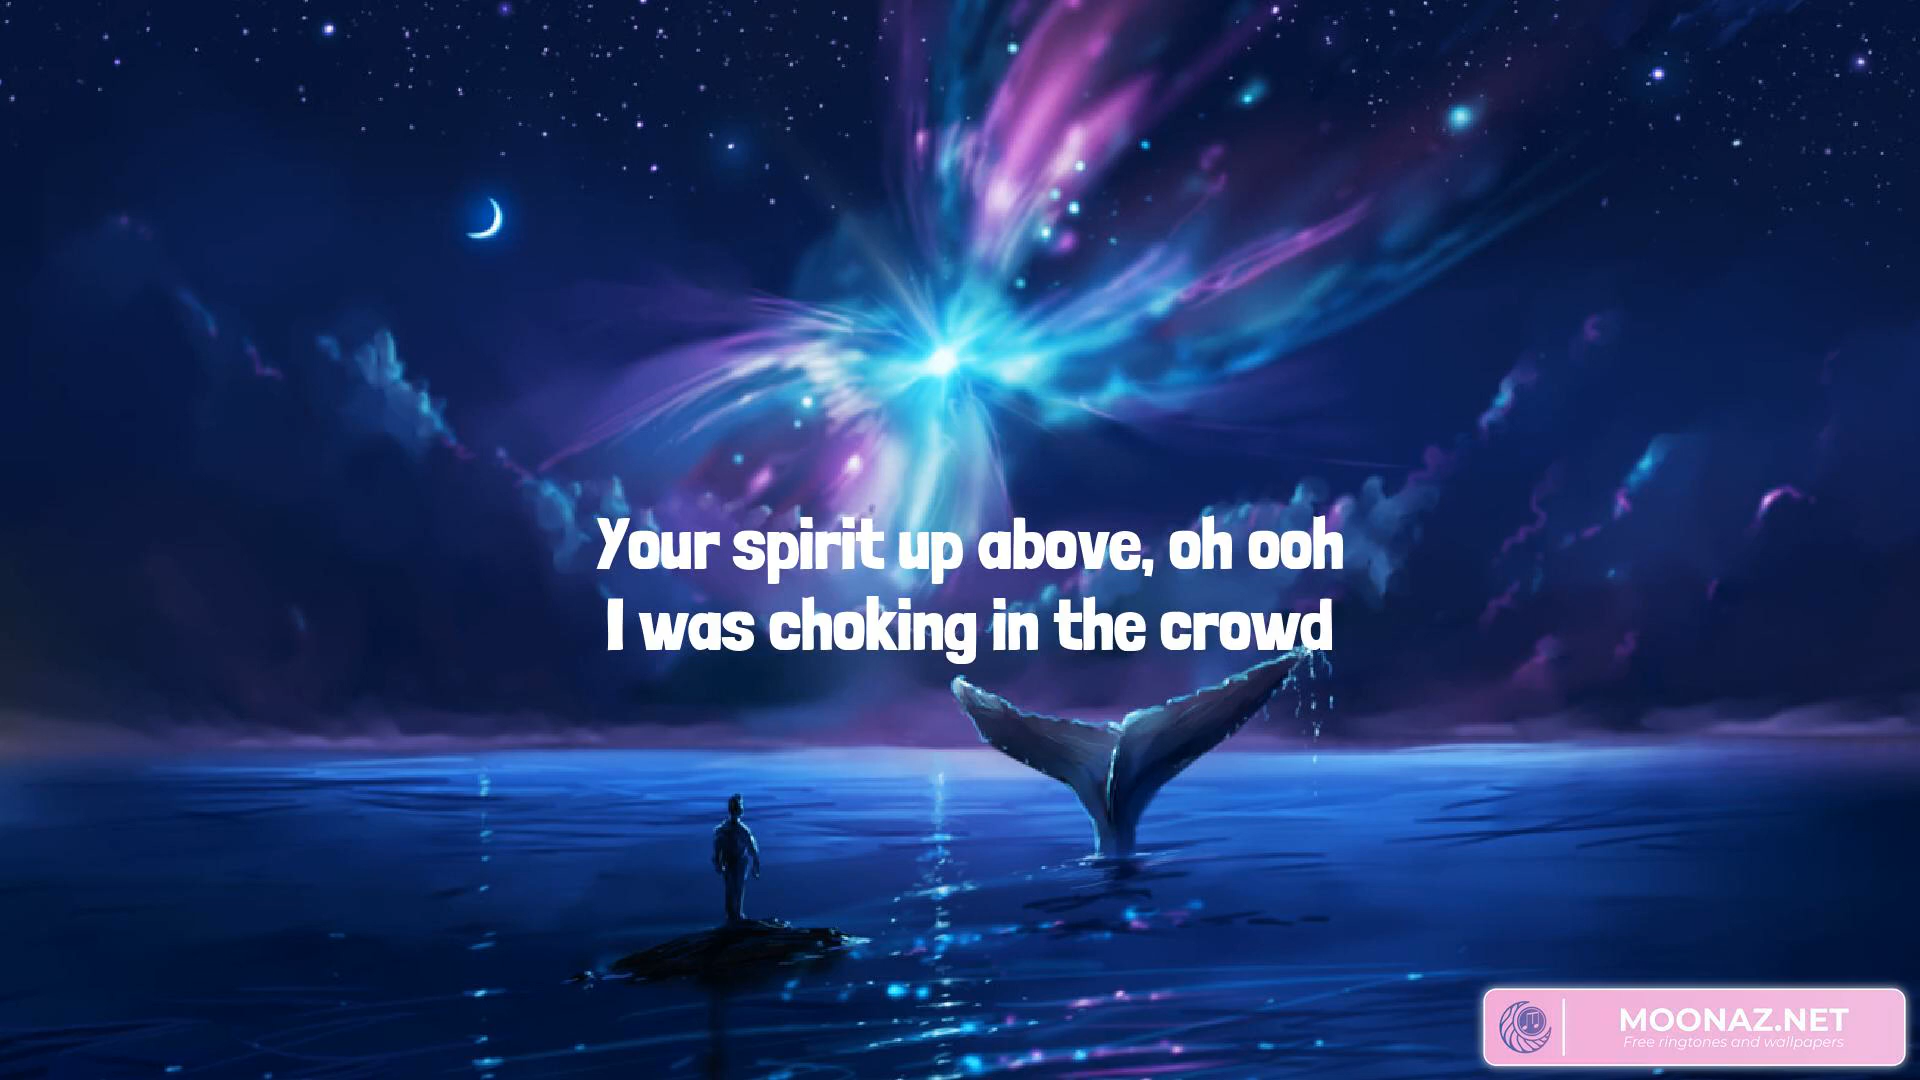 Your spirit up above, oh ooh
I was choking in the crowd
MOONAZ.NET
Free ringtones and wallpapers